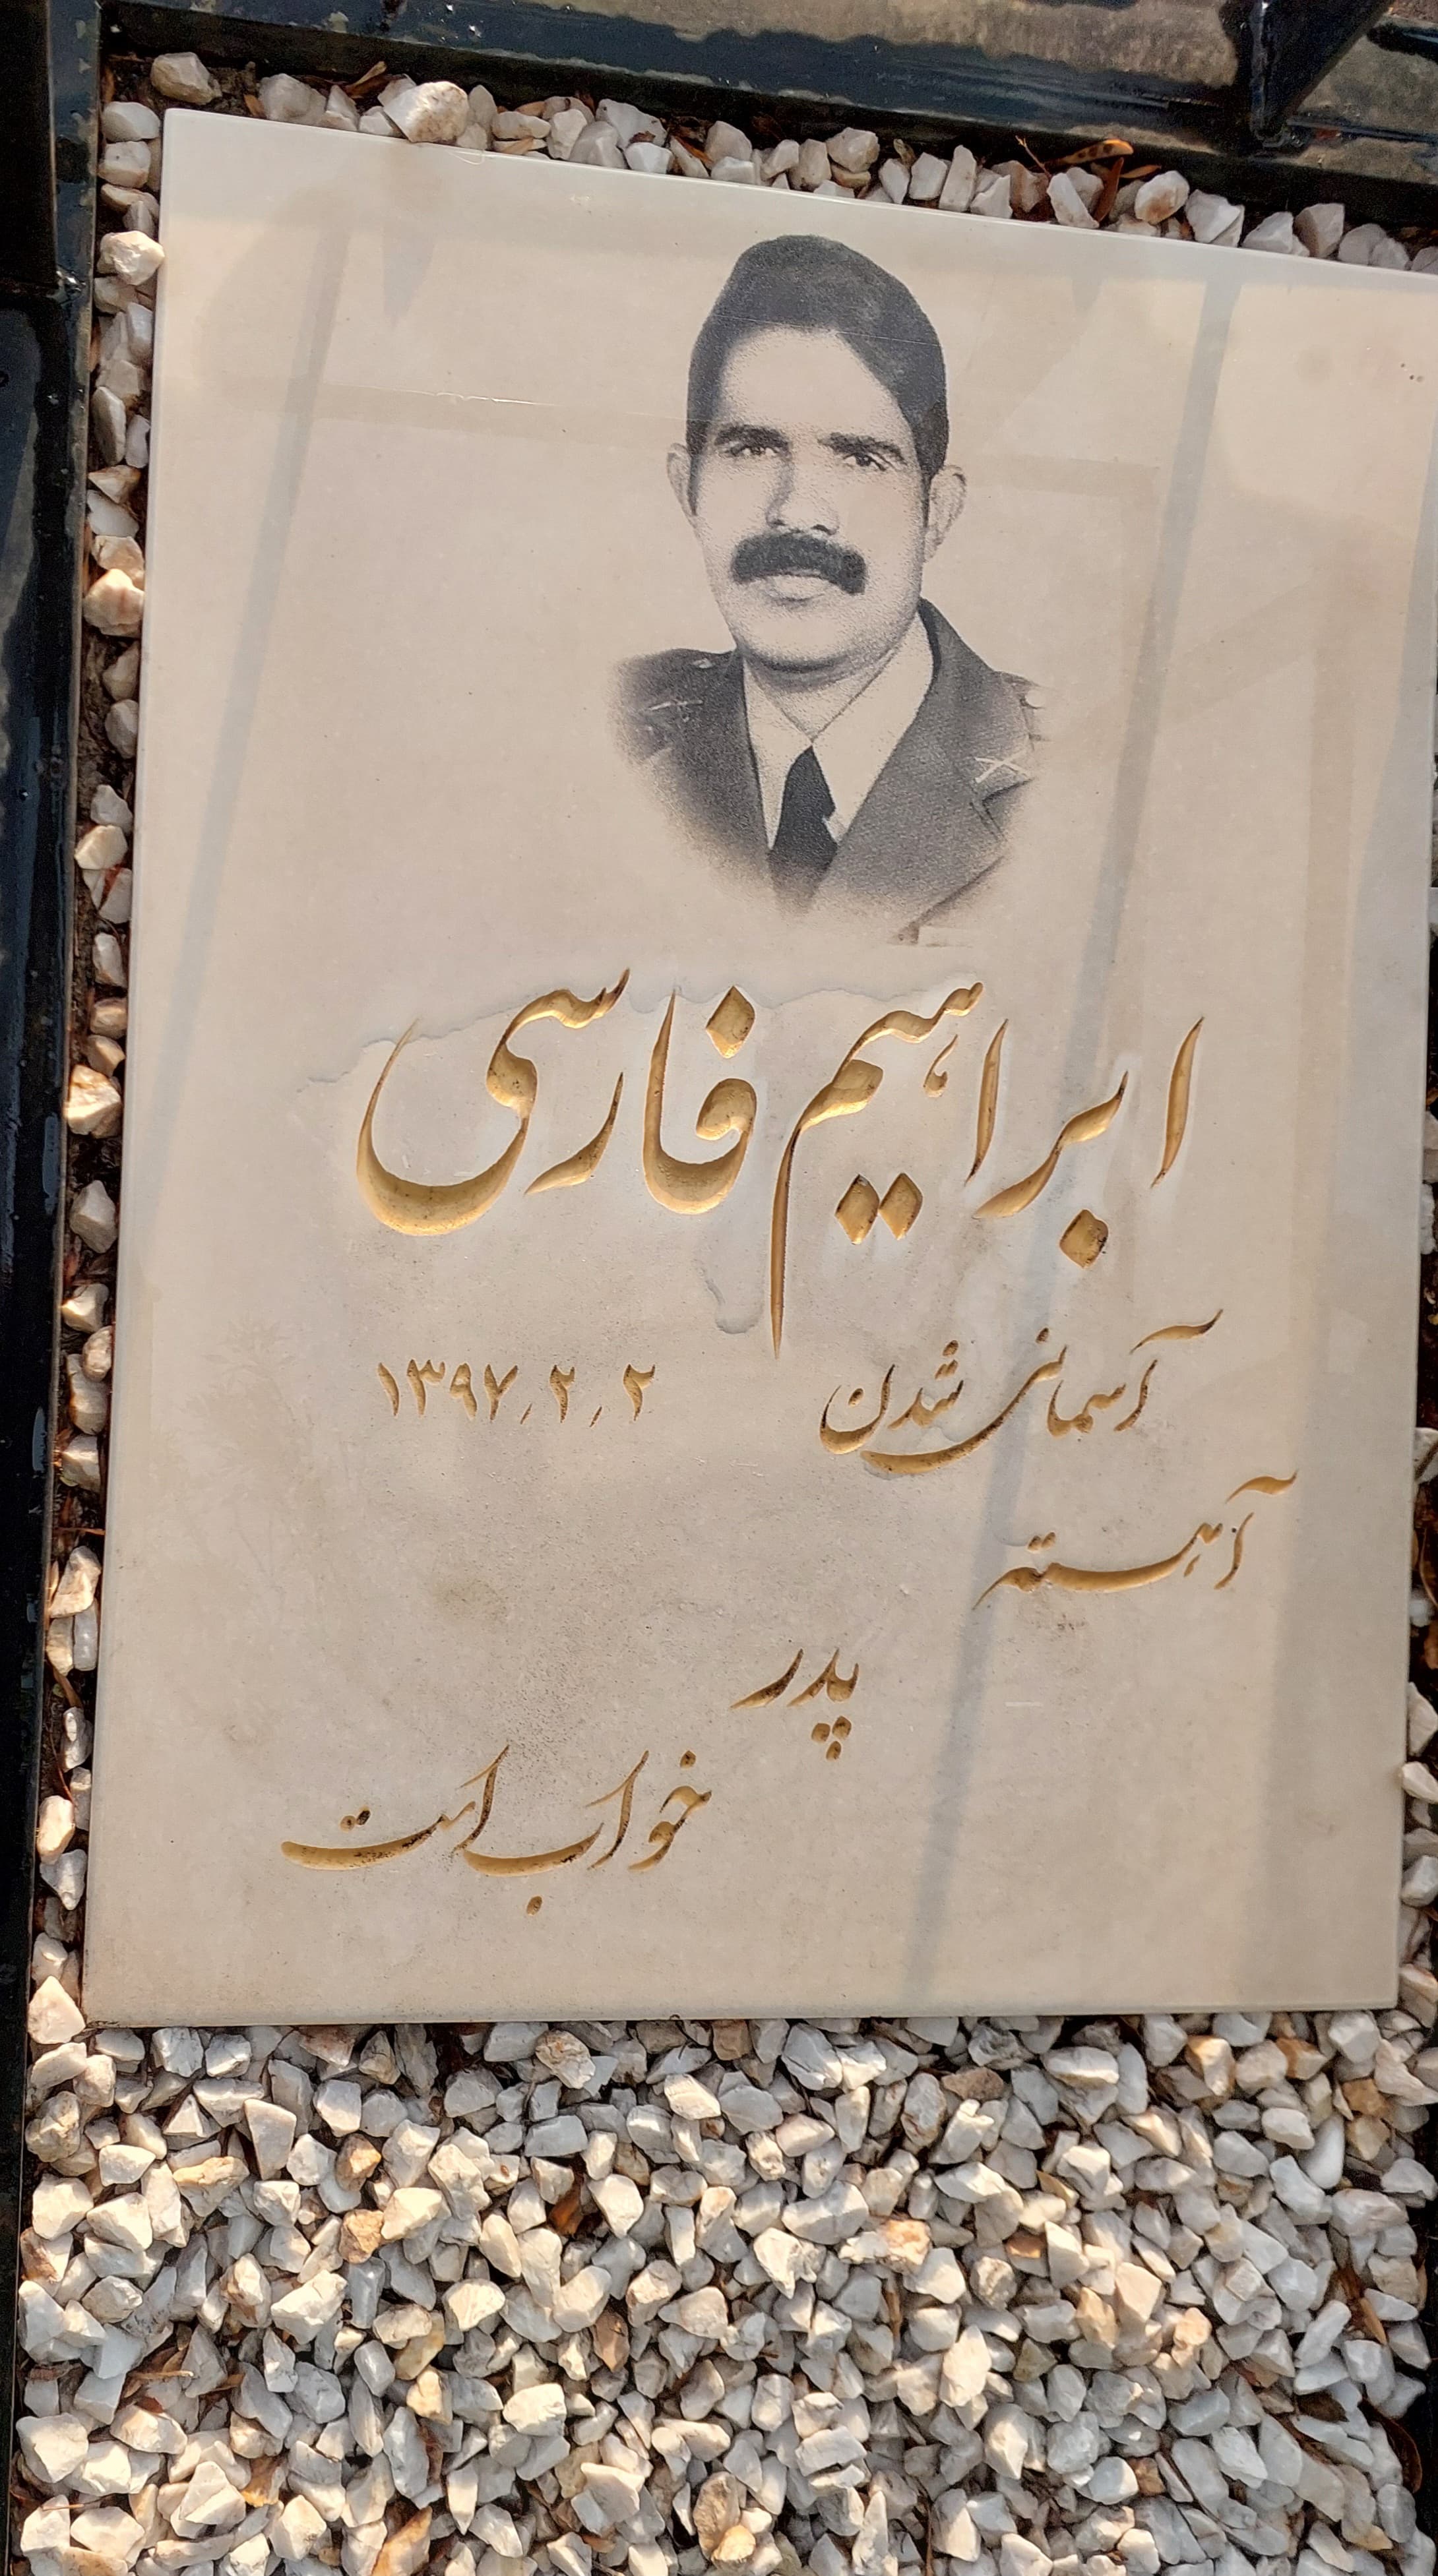 ابراهیم فارسی
آسمانی شدن ۱۳۹۷/۲/۲
آهسته
پدر
خواب است